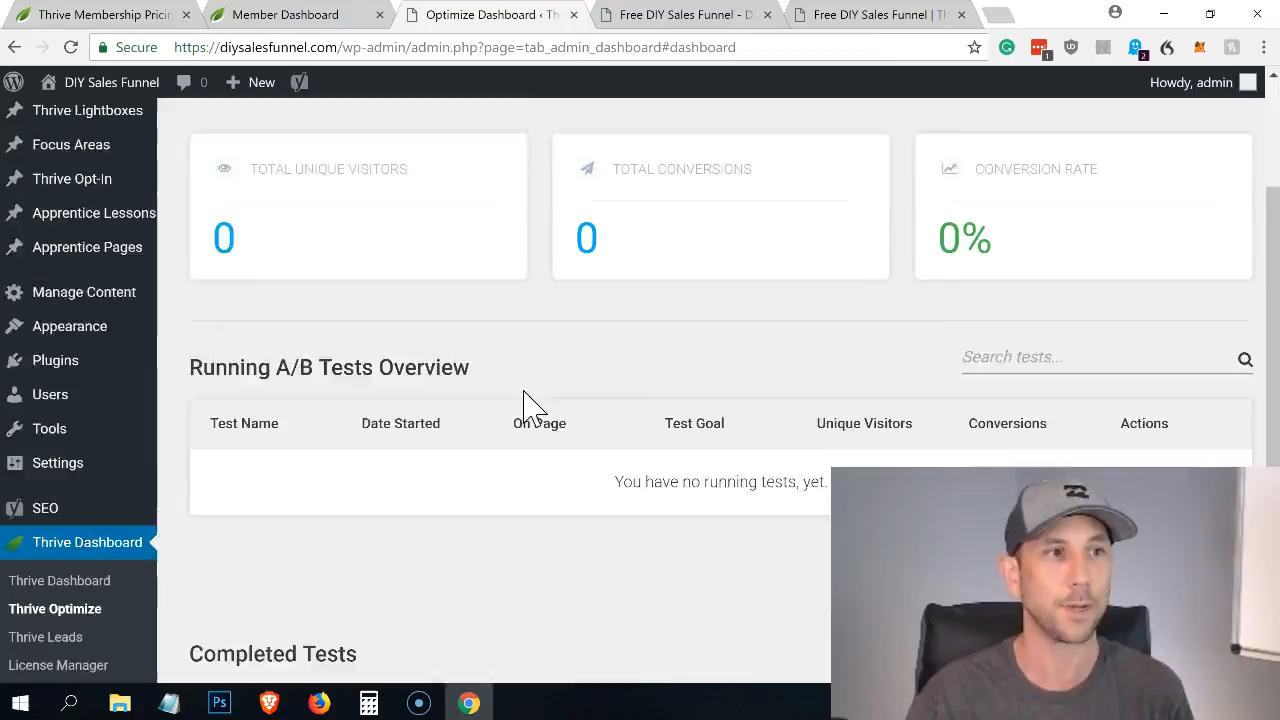 Thrive Membership Pricin
Member Dashboard
Optimize Dashboard ‹ Th
Free DIY Sales Funnel - D
Free DIY Sales Funnel | T
Secure
https://diysalesfunnel.com/wp-admin/admin.php?page=tab_admin_dashboard#dashboard
1
2
DIY Sales Funnel
0
New
Howdy, admin
Thrive Lightboxes
Focus Areas
Thrive Opt-In
Apprentice Lessons
Apprentice Pages
Manage Content
Appearance
Plugins
Users
Tools
Settings
SEO
Thrive Dashboard
Thrive Dashboard
Thrive Optimize
Thrive Leads
License Manager
TOTAL UNIQUE VISITORS
0
TOTAL CONVERSIONS
0
CONVERSION RATE
0%
Running A/B Tests Overview
Search tests...
Test Name
Date Started
On Page
Test Goal
Unique Visitors
Conversions
Actions
You have no running tests, yet.
Completed Tests
Ps